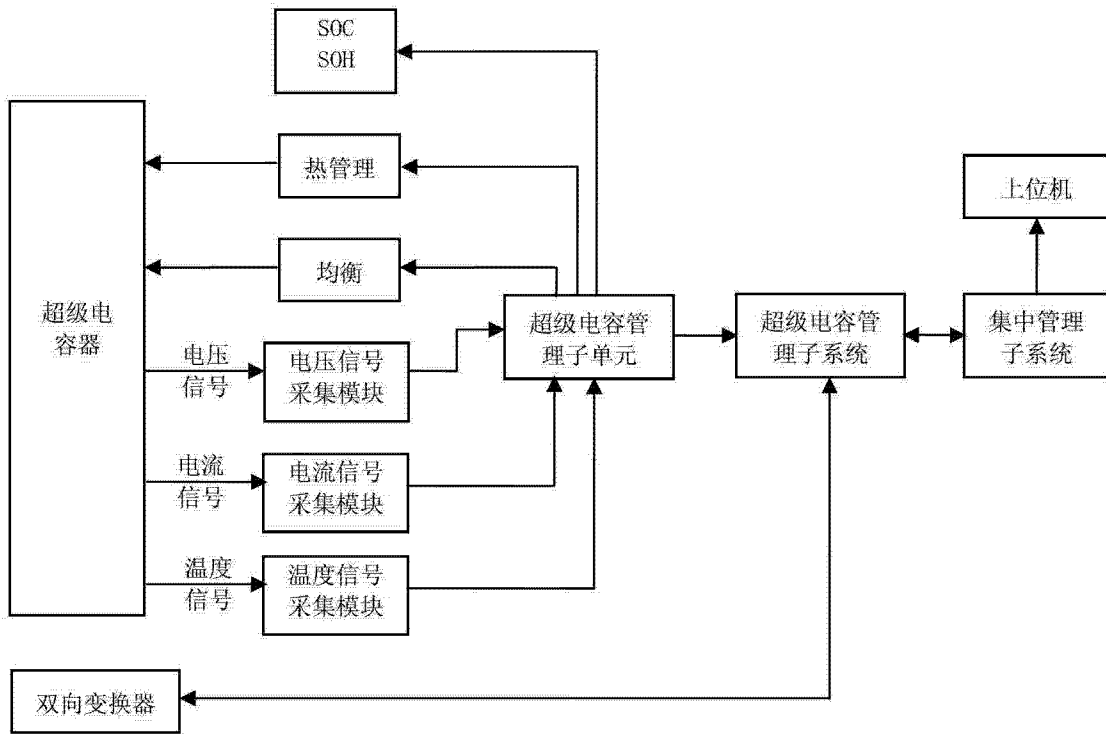 SOC
SOH
热管理
上位机
均衡
超级电
容器
超级电容管
理子单元
超级电容管
理子系统
集中管理
子系统
电压
信号
电压信号
采集模块
电流
信号
电流信号
采集模块
温度
信号
温度信号
采集模块
双向变换器